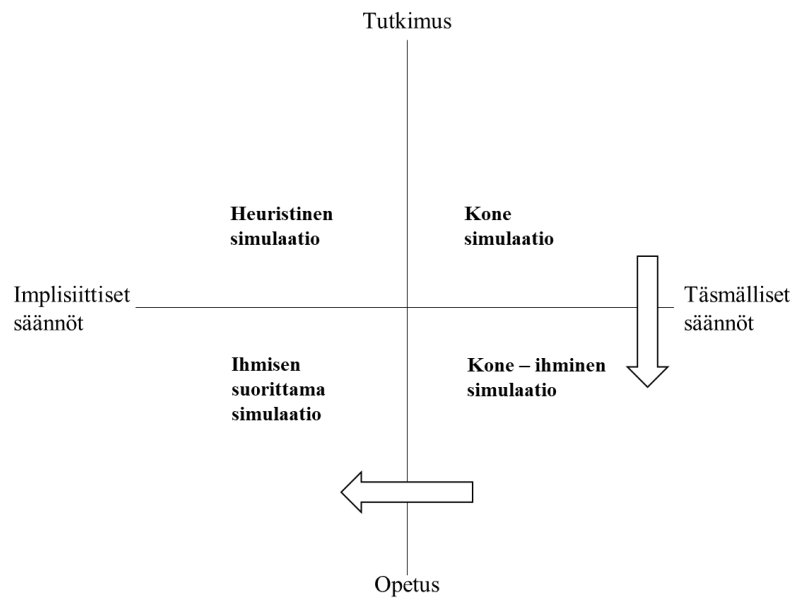 Tutkimus
Heuristinen
simulaatio
Kone
simulaatio
Implisiittiset
säännöt
Täsmälliset
säännöt
Ihmisen
suorittama
simulaatio
Kone – ihminen
simulaatio
Opetus